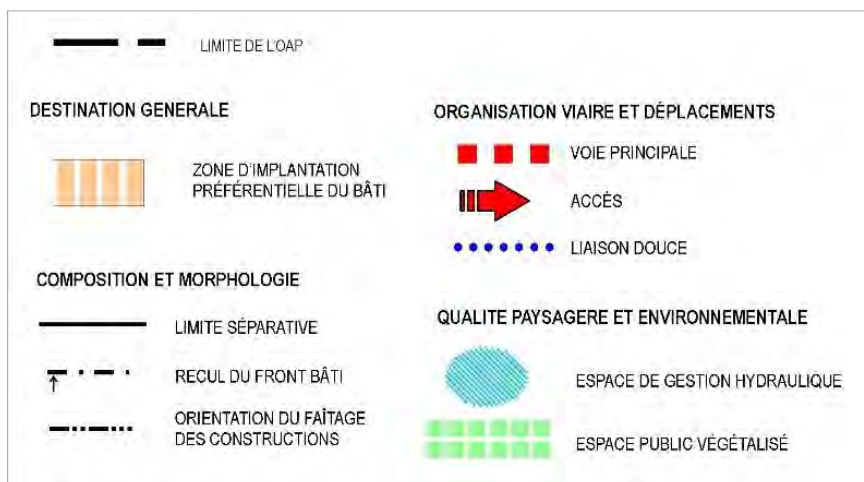 LIMITE DE L'OAP
DESTINATION GENERALE
ZONE D'IMPLANTATION
PRÉFÉRENTIELLE DU BÂTI
COMPOSITION ET MORPHOLOGIE
LIMITE SÉPARATIVE
RECUL DU FRONT BÂTI
ORIENTATION DU FAÎTAGE
DES CONSTRUCTIONS
ORGANISATION VIAIRE ET DÉPLACEMENTS
VOIE PRINCIPALE
ACCÈS
LIAISON DOUCE
QUALITE PAYSAGERE ET ENVIRONNEMENTALE
ESPACE DE GESTION HYDRAULIQUE
ESPACE PUBLIC VÉGÉTALISÉ